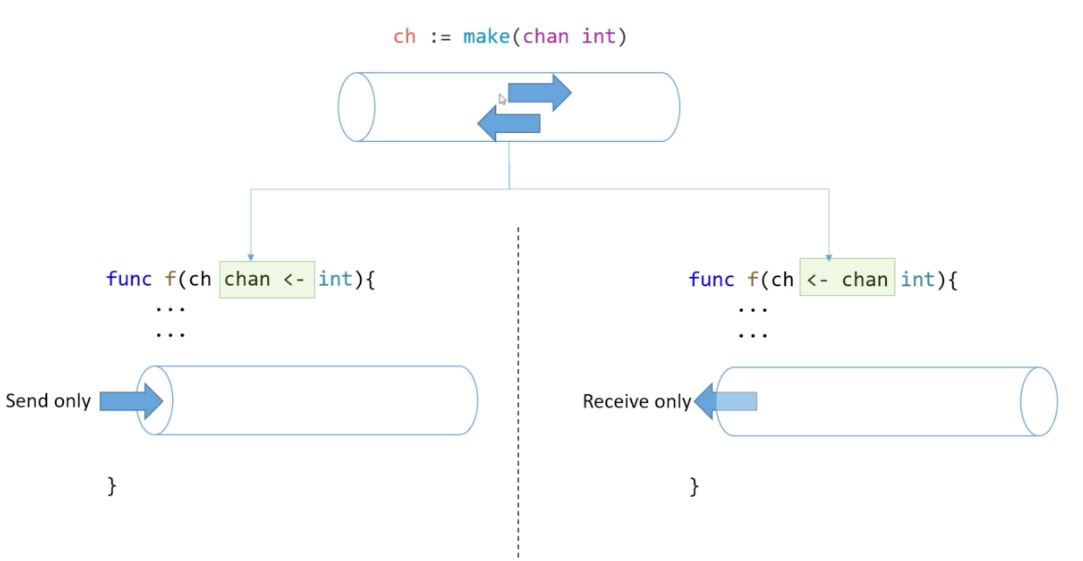 ch := make(chan int)
func f(ch chan <- int){
...
...
Send only
}
func f(ch <- chan int){
...
...
Receive only
}